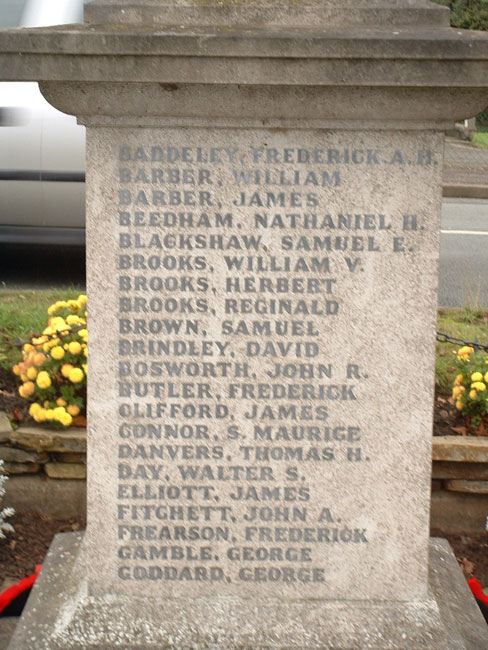 BADDELEY, FREDERICK A. H.
BARBER, WILLIAM
BARBER, JAMES
BEEDHAM, NATHANIEL H.
BLACKSHAW, SAMUEL E.
BROOKS, WILLIAM V.
BROOKS, HERBERT
BROOKS, REGINALD
BROWN, SAMUEL
BRINDLEY, DAVID
BOSWORTH, JOHN R.
BUTLER, FREDERICK
CLIFFORD, JAMES
CONNOR, S. MAURICE
DANVERS, THOMAS H.
DAY, WALTER S.
ELLIOTT, JAMES
FITCHETT, JOHN A.
FREARSON, FREDERICK
GAMBLE, GEORGE
GODDARD, GEORGE